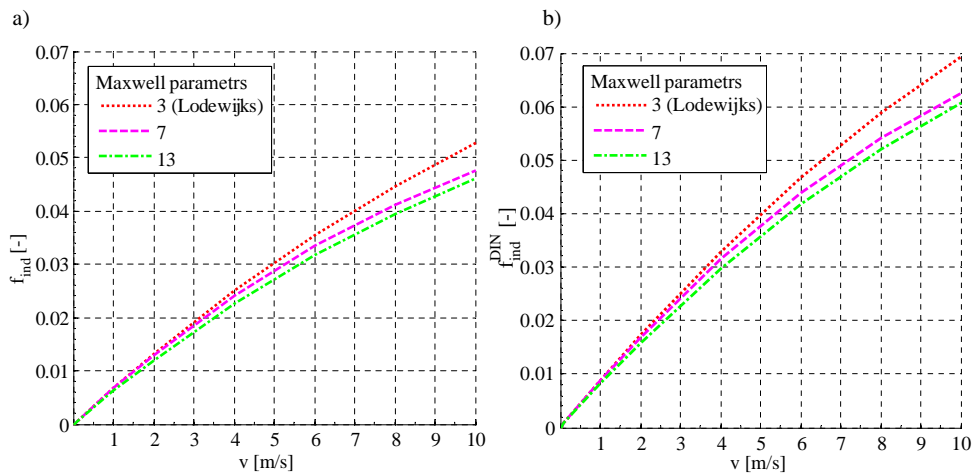 a)
0.07
0.06
0.05
0.04
0.03
0.02
0.01
0
f_ind [-]
Maxwell parametrs
3 (Lodewijks)
7
13
1 2 3 4 5 6 7 8 9 10
v [m/s]
b)
0.07
0.06
0.05
0.04
0.03
0.02
0.01
0
f_ind^DIN [-]
Maxwell parametrs
3 (Lodewijks)
7
13
1 2 3 4 5 6 7 8 9 10
v [m/s]